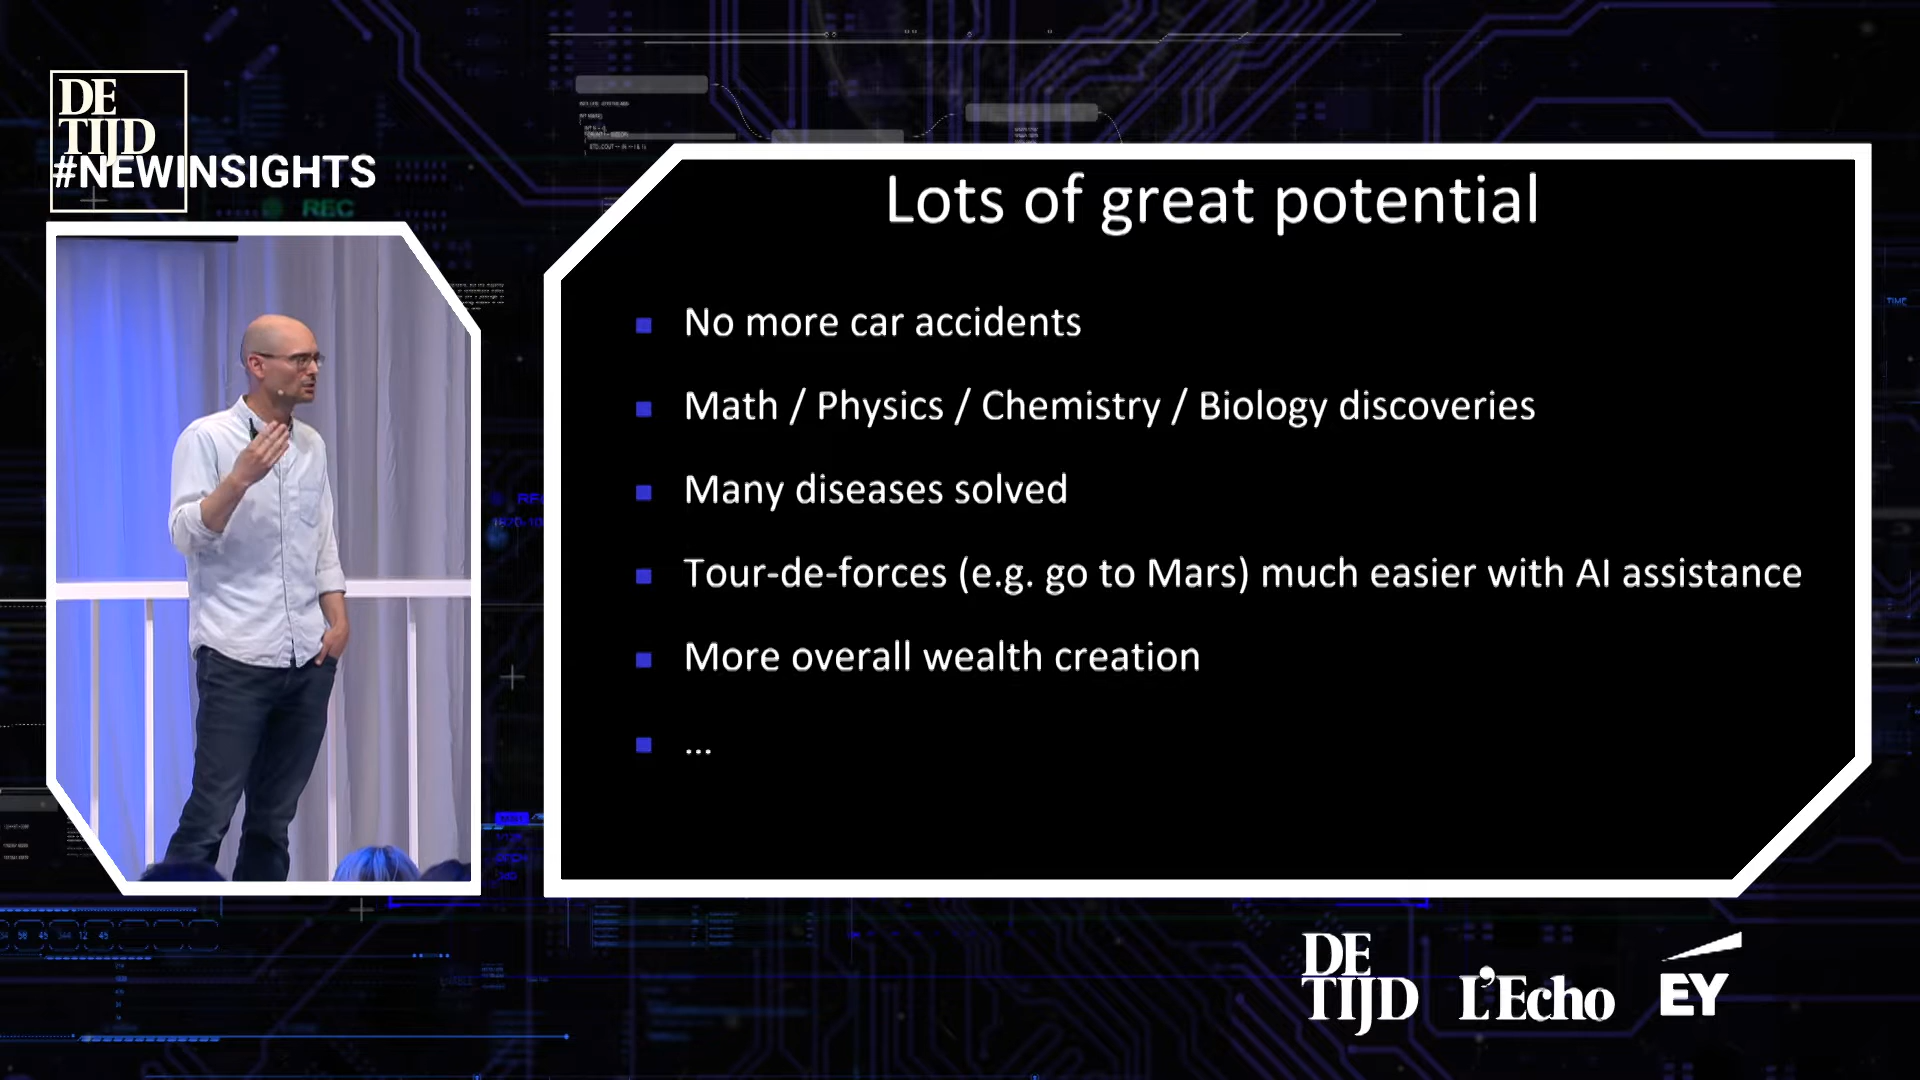 DE
TIJD
#NEWINSIGHTS
REC
Lots of great potential
No more car accidents
Math / Physics / Chemistry / Biology discoveries
Many diseases solved
Tour-de-forces (e.g. go to Mars) much easier with AI assistance
More overall wealth creation
...
TIME
DE
TIJD
L'Echo
EY